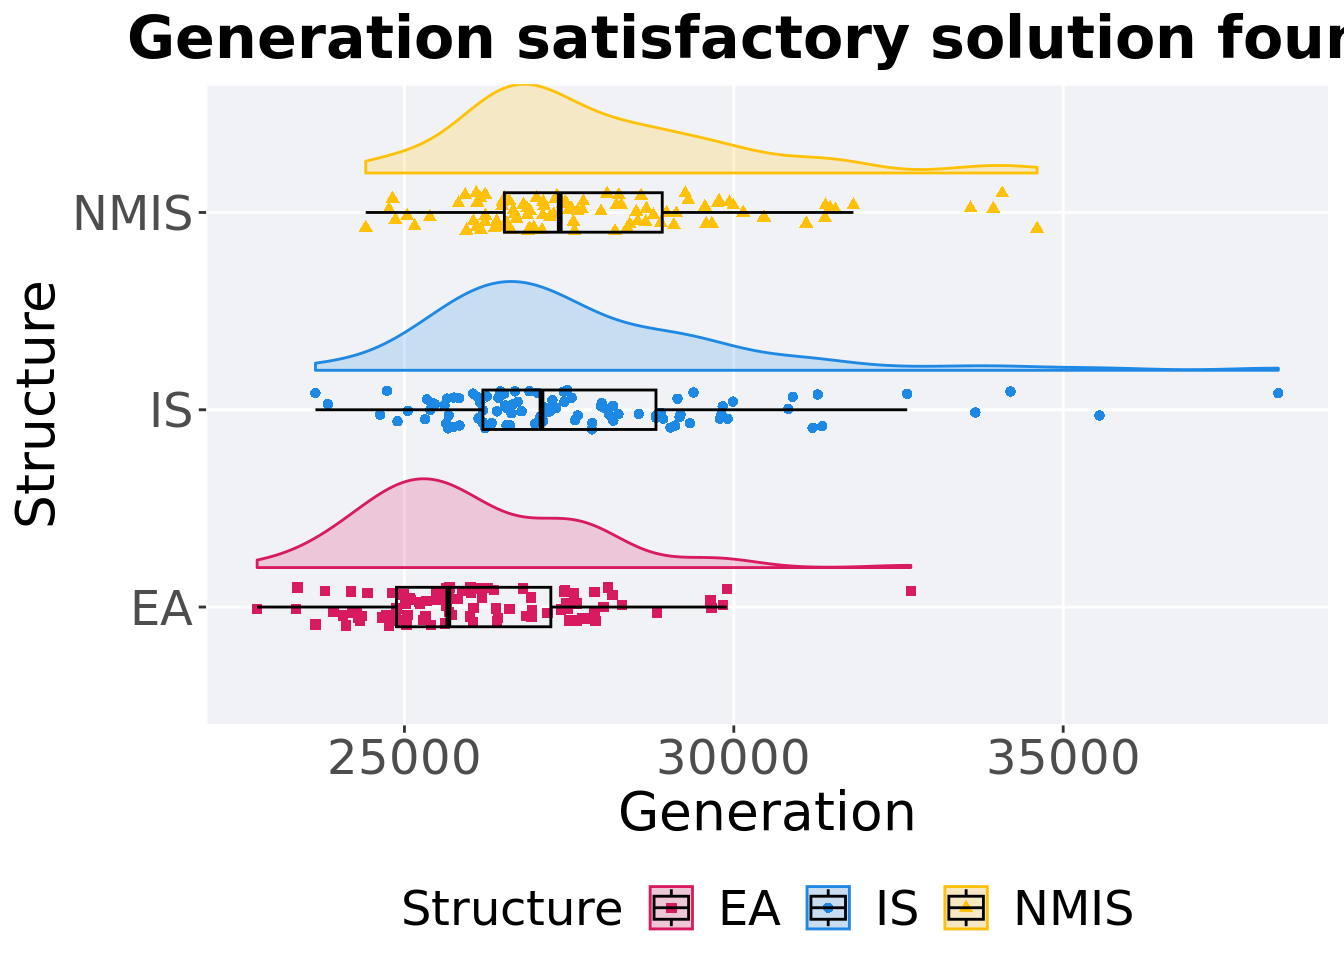 Generation satisfactory solution four
NMIS
IS
EA
Structure
25000 30000 35000
Generation
Structure EA IS NMIS